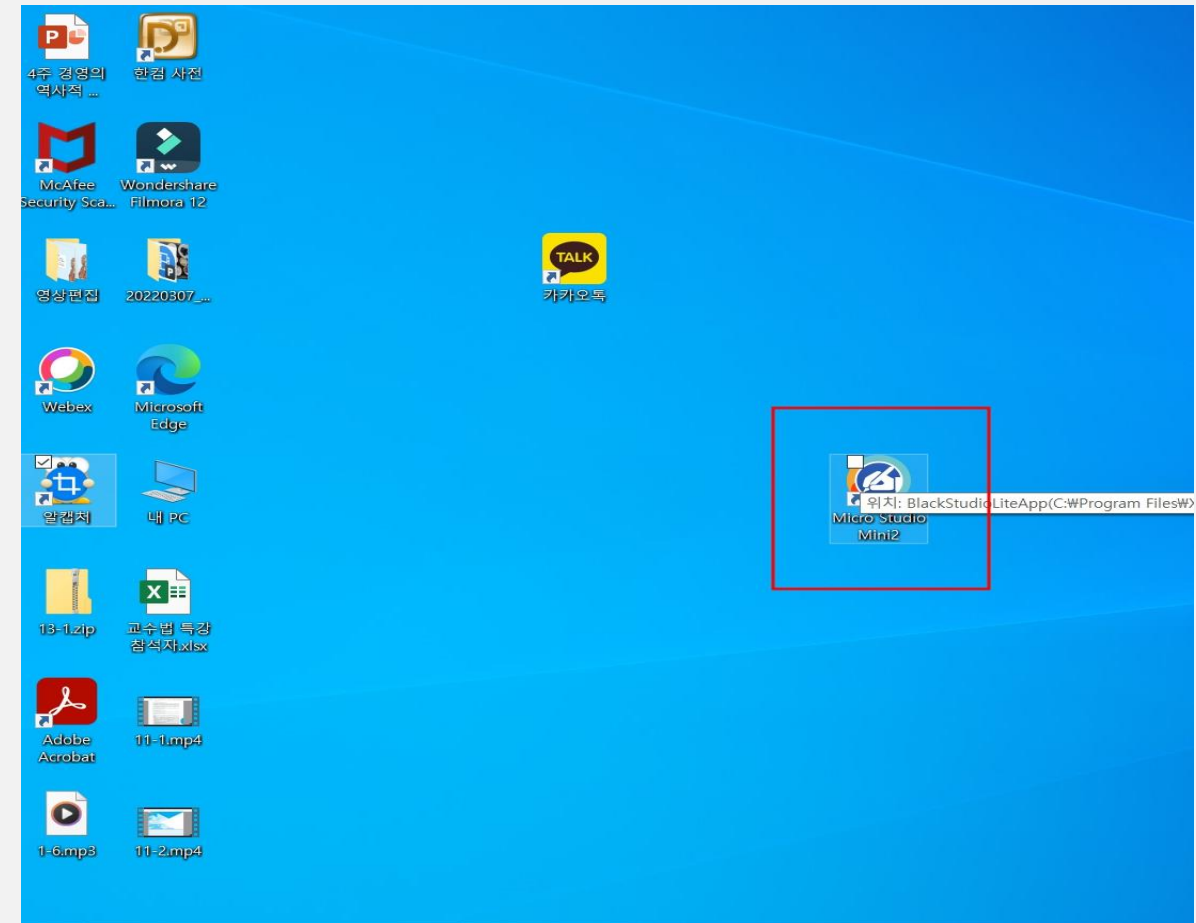 4주 경영의
역사적 ...
한컴 사전
McAfee
Security Sca...
Wondershare
Filmora 12
영상편집
20220307_...
TALK
카카오톡
Webex
Microsoft
Edge
알캡처
내 PC
위치: BlackStudioLiteApp(C:₩Program Files₩X
Micro Studio
Mini2
13-1.zip
교수법 특강
참석자.xlsx
Adobe
Acrobat
11-1.mp4
1-6.mp3
11-2.mp4